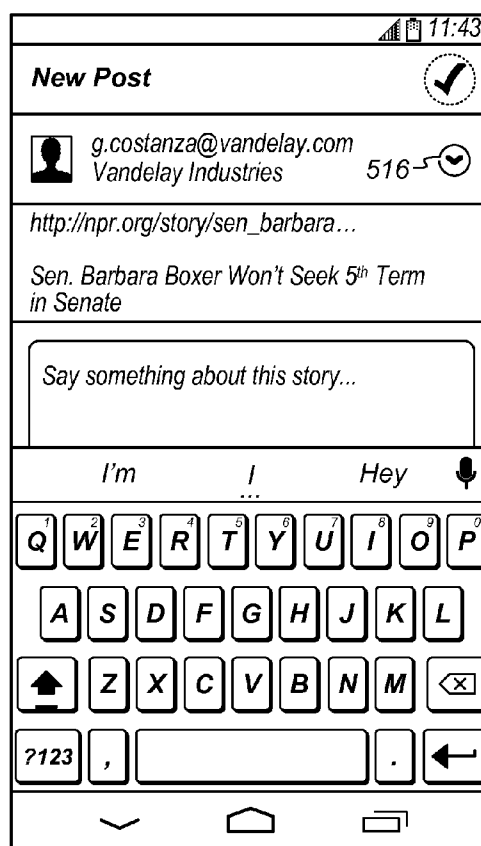 11:43
New Post
g.costanza@vandelay.com
Vandelay Industries
516
http://npr.org/story/sen_barbara...
Sen. Barbara Boxer Won't Seek 5th Term
in Senate
Say something about this story...
I'm I Hey
...
1 2 3 4 5 6 7 8 9 0
Q W E R T Y U I O P
A S D F G H J K L
Z X C V B N M
?123 , .